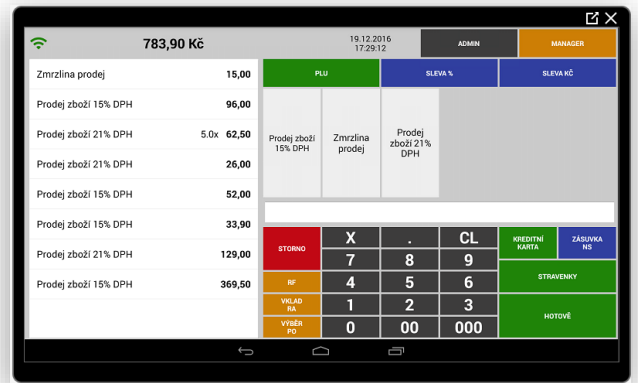 783,90 Kč
19.12.2016
17:29:12
ADMIN
MANAGER
Zmrzlina prodej 15,00
Prodej zboží 15% DPH 96,00
Prodej zboží 21% DPH 5.0x 62,50
Prodej zboží 21% DPH 26,00
Prodej zboží 15% DPH 52,00
Prodej zboží 15% DPH 33,90
Prodej zboží 21% DPH 129,00
Prodej zboží 15% DPH 369,50
PLU
SLEVA %
SLEVA KČ
Prodej zboží
15% DPH
Zmrzlina
prodej
Prodej
zboží 21%
DPH
STORNO
X . CL
7 8 9
RF
4 5 6
VKLAD
RA
1 2 3
VÝBĚR
PO
0 00 000
KREDITNÍ
KARTA
ZÁSUVKA
NS
STRAVENKY
HOTOVĚ